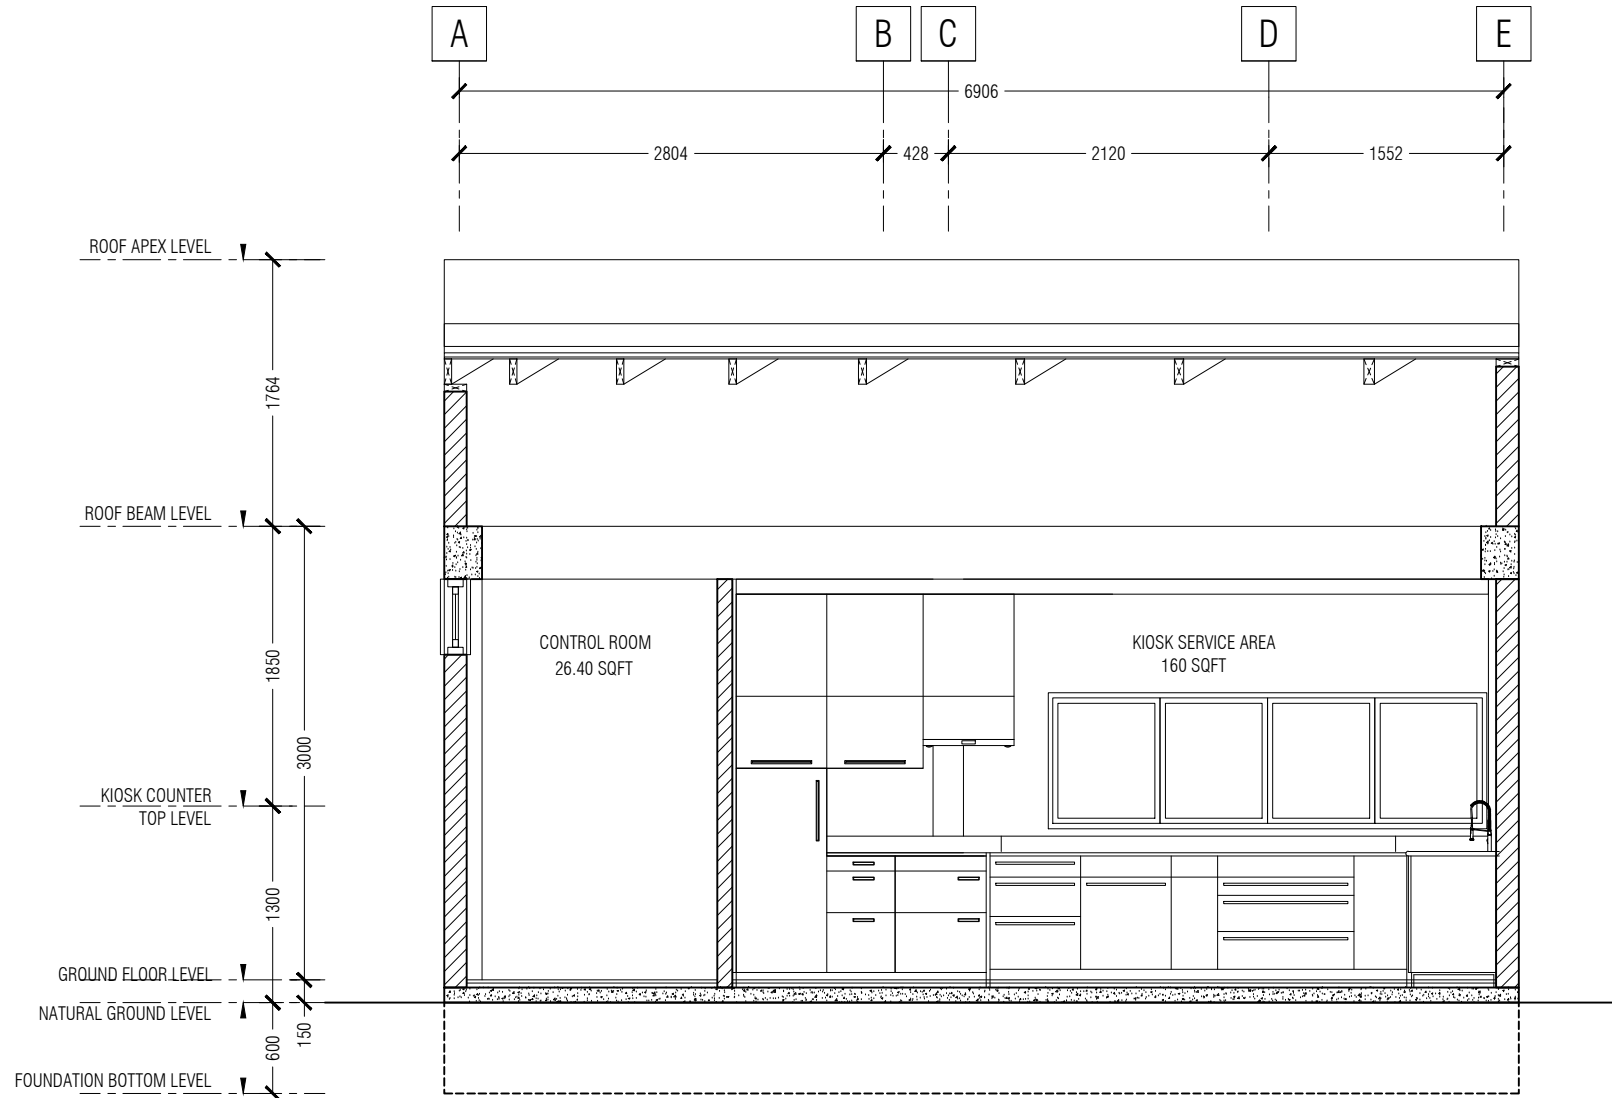 A B C D E
6906
2804 428 2120 1552
ROOF APEX LEVEL
1764
ROOF BEAM LEVEL
CONTROL ROOM
26.40 SQFT
KIOSK SERVICE AREA
160 SQFT
1850
3000
KIOSK COUNTER
TOP LEVEL
1300
GROUND FLOOR LEVEL
NATURAL GROUND LEVEL
150
600
FOUNDATION BOTTOM LEVEL